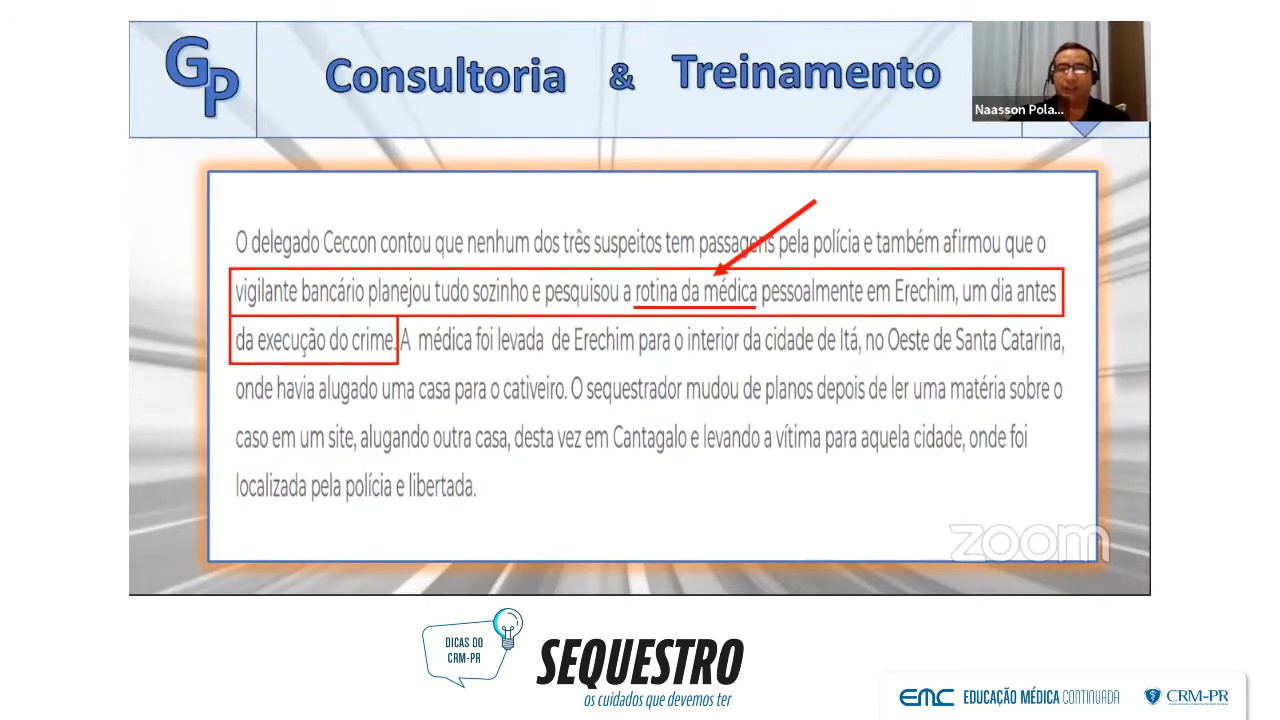 GP
Consultoria & Treinamento
Naasson Pola...
O delegado Ceccon contou que nenhum dos três suspeitos tem passagens pela polícia e também afirmou que o
vigilante bancário planejou tudo sozinho e pesquisou a rotina da médica pessoalmente em Erechim, um dia antes
da execução do crime. A médica foi levada de Erechim para o interior da cidade de Itá, no Oeste de Santa Catarina,
onde havia alugado uma casa para o cativeiro. O sequestrador mudou de planos depois de ler uma matéria sobre o
caso em um site, alugando outra casa, desta vez em Cantagalo e levando a vítima para aquela cidade, onde foi
localizada pela polícia e libertada.
zoom
DICAS DO
CRM-PR
SEQUESTRO
os cuidados que devemos ter
EMC EDUCAÇÃO MÉDICA CONTINUADA
CRM-PR